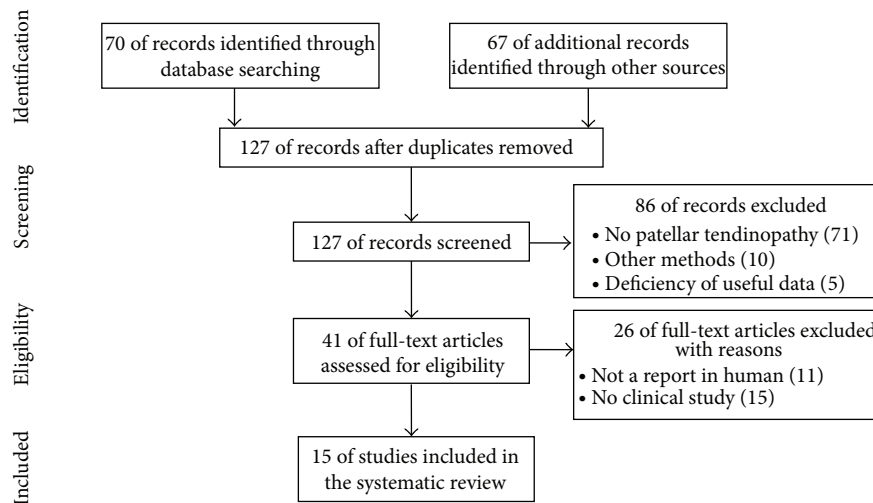 Identification
70 of records identified through
database searching
67 of additional records
identified through other sources
127 of records after duplicates removed
Screening
127 of records screened
86 of records excluded
• No patellar tendinopathy (71)
• Other methods (10)
• Deficiency of useful data (5)
Eligibility
41 of full-text articles
assessed for eligibility
26 of full-text articles excluded
with reasons
• Not a report in human (11)
• No clinical study (15)
Included
15 of studies included in
the systematic review